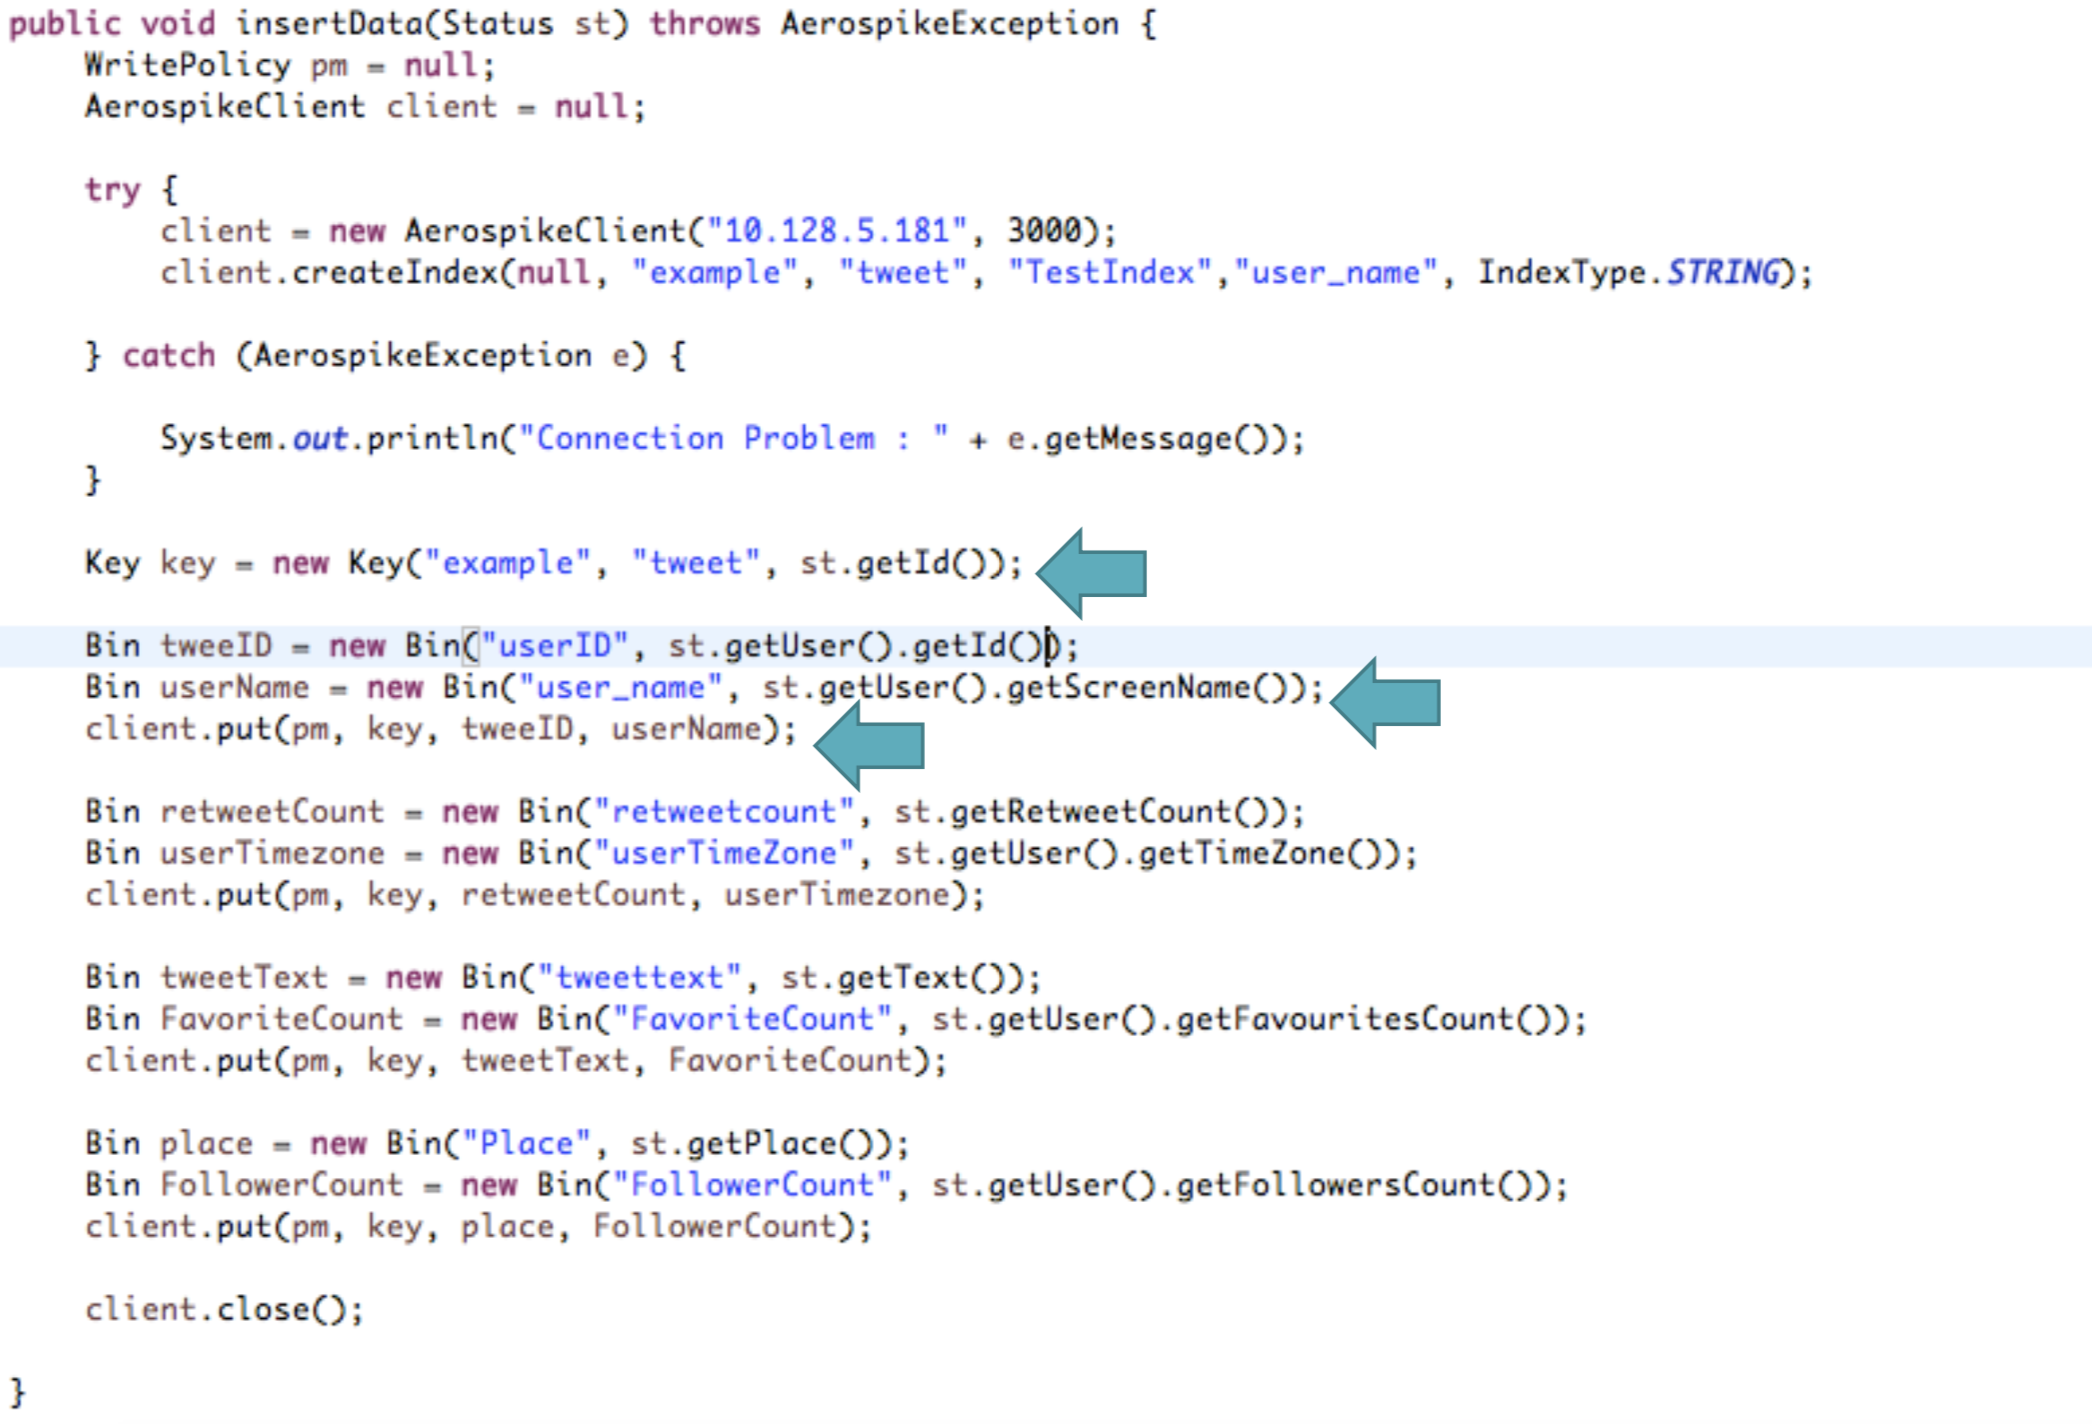 public void insertData(Status st) throws AerospikeException {
WritePolicy pm = null;
AerospikeClient client = null;
try {
client = new AerospikeClient("10.128.5.181", 3000);
client.createIndex(null, "example", "tweet", "TestIndex","user_name", IndexType.STRING);
} catch (AerospikeException e) {
System.out.println("Connection Problem : " + e.getMessage());
}
Key key = new Key("example", "tweet", st.getId());
Bin tweeID = new Bin("userID", st.getUser().getId());
Bin userName = new Bin("user_name", st.getUser().getScreenName());
client.put(pm, key, tweeID, userName);
Bin retweetCount = new Bin("retweetcount", st.getRetweetCount());
Bin userTimezone = new Bin("userTimeZone", st.getUser().getTimeZone());
client.put(pm, key, retweetCount, userTimezone);
Bin tweetText = new Bin("tweettext", st.getText());
Bin FavoriteCount = new Bin("FavoriteCount", st.getUser().getFavouritesCount());
client.put(pm, key, tweetText, FavoriteCount);
Bin place = new Bin("Place", st.getPlace());
Bin FollowerCount = new Bin("FollowerCount", st.getUser().getFollowersCount());
client.put(pm, key, place, FollowerCount);
client.close();
}